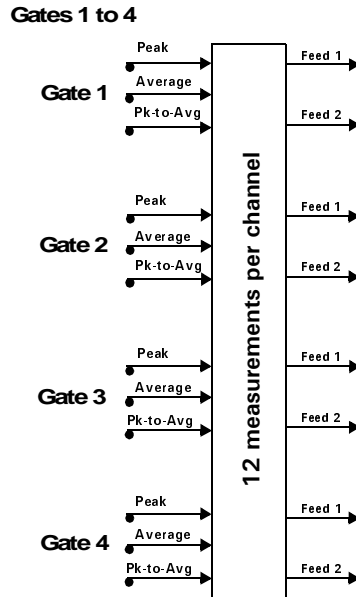 Gates 1 to 4
Peak
Feed 1
Gate 1
Average
Pk-to-Avg
Feed 2
12 measurements per channel
Peak
Feed 1
Gate 2
Average
Pk-to-Avg
Feed 2
Peak
Feed 1
Gate 3
Average
Pk-to-Avg
Feed 2
Peak
Feed 1
Gate 4
Average
Pk-to-Avg
Feed 2